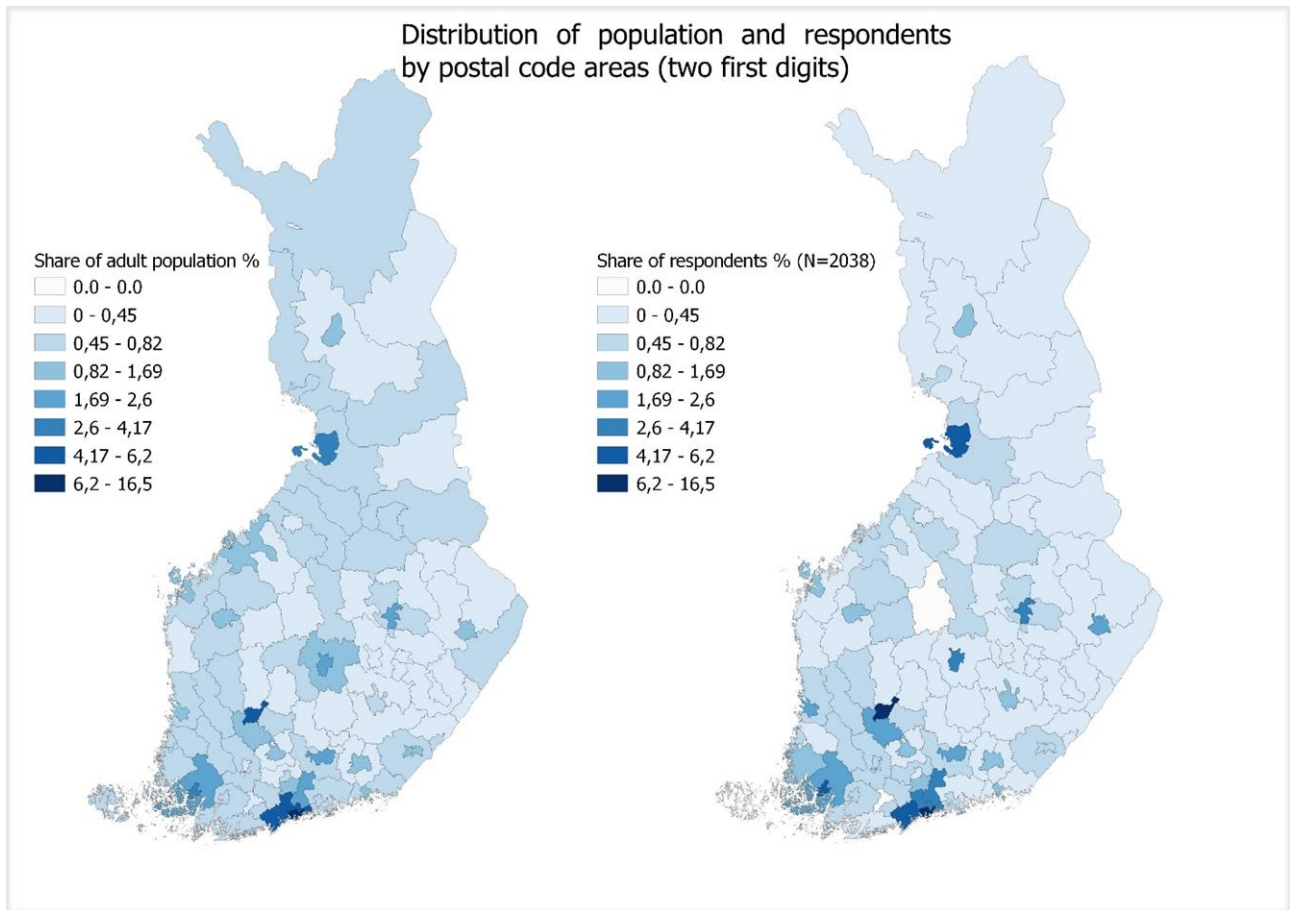 Distribution of population and respondents
by postal code areas (two first digits)
Share of adult population %
0.0 - 0.0
0 - 0,45
0,45 - 0,82
0,82 - 1,69
1,69 - 2,6
2,6 - 4,17
4,17 - 6,2
6,2 - 16,5
Share of respondents % (N=2038)
0.0 - 0.0
0 - 0,45
0,45 - 0,82
0,82 - 1,69
1,69 - 2,6
2,6 - 4,17
4,17 - 6,2
6,2 - 16,5